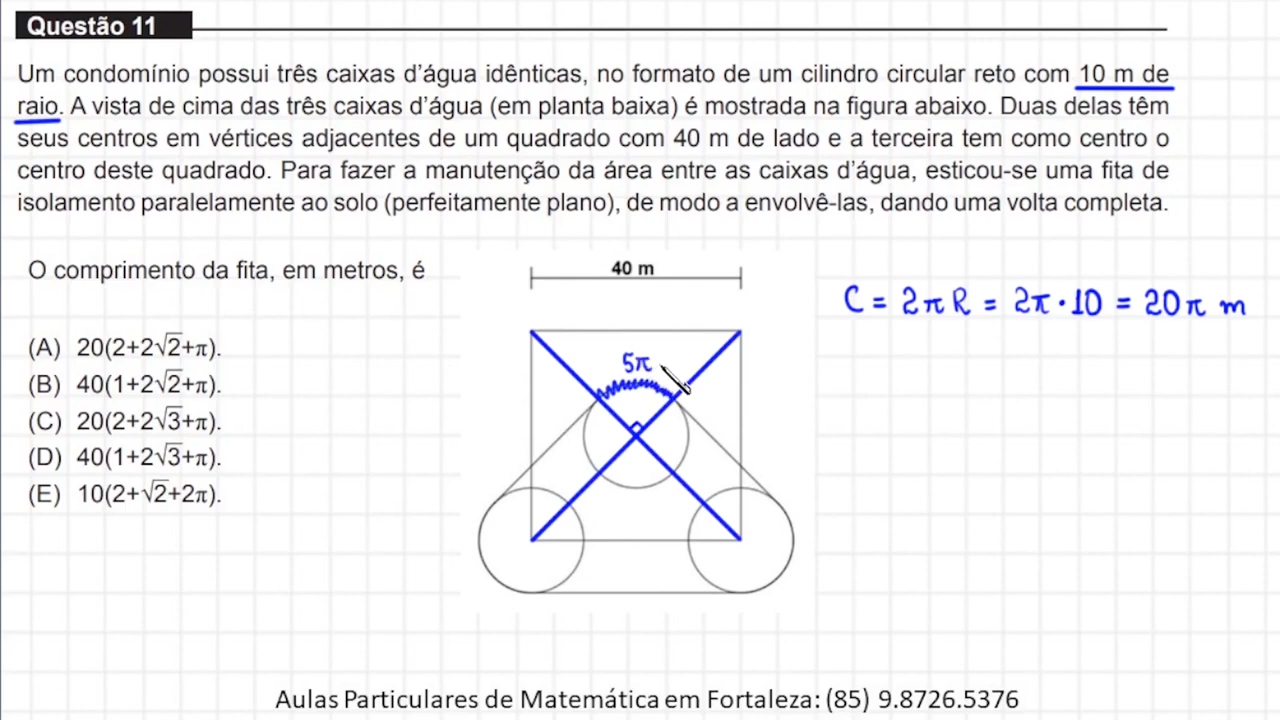 Questão 11
Um condomínio possui três caixas d'água idênticas, no formato de um cilindro circular reto com 10 m de
raio. A vista de cima das três caixas d'água (em planta baixa) é mostrada na figura abaixo. Duas delas têm
seus centros em vértices adjacentes de um quadrado com 40 m de lado e a terceira tem como centro o
centro deste quadrado. Para fazer a manutenção da área entre as caixas d'água, esticou-se uma fita de
isolamento paralelamente ao solo (perfeitamente plano), de modo a envolvê-las, dando uma volta completa.
O comprimento da fita, em metros, é
(A) 20(2+2√2+π).
(B) 40(1+2√2+π).
(C) 20(2+2√3+π).
(D) 40(1+2√3+π).
(E) 10(2+√2+2π).
40 m
5π
C = 2πR = 2π·10 = 20π m
Aulas Particulares de Matemática em Fortaleza: (85) 9.8726.5376